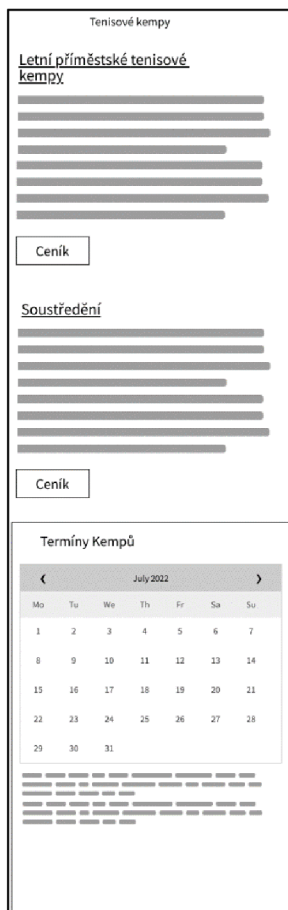 Tenisové kempy
Letní příměstské tenisové
kempy
Ceník
Soustředění
Ceník
Termíny Kempů
❮ July 2022 ❯
Mo Tu We Th Fr Sa Su
1 2 3 4 5 6 7
8 9 10 11 12 13 14
15 16 17 18 19 20 21
22 23 24 25 26 27 28
29 30 31